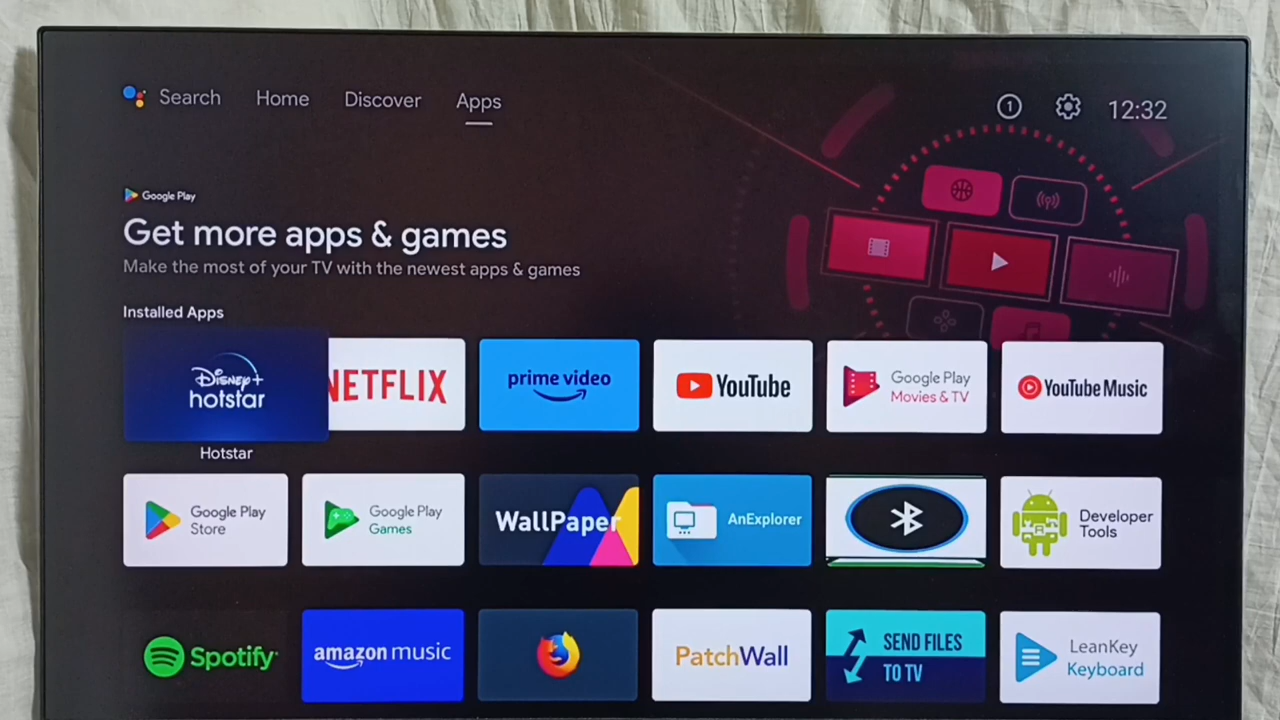 Search Home Discover Apps
1 12:32
Google Play
Get more apps & games
Make the most of your TV with the newest apps & games
Installed Apps
Disney+
hotstar
NETFLIX
prime video
YouTube
Google Play
Movies & TV
YouTube Music
Hotstar
Google Play
Store
Google Play
Games
WallPaper
AnExplorer
Developer
Tools
Spotify
amazon music
PatchWall
SEND FILES
TO TV
LeanKey
Keyboard